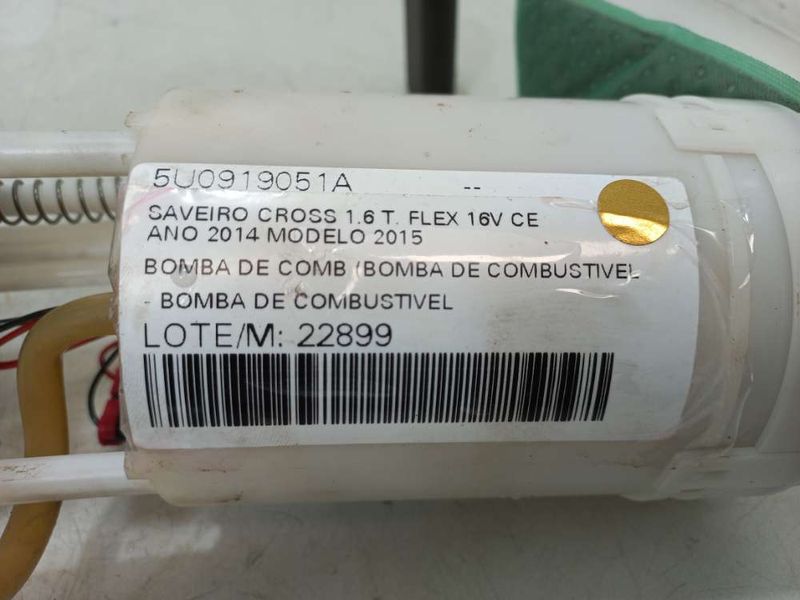 5U0919051A --
SAVEIRO CROSS 1.6 T. FLEX 16V CE
ANO 2014 MODELO 2015
BOMBA DE COMB (BOMBA DE COMBUSTIVEL
- BOMBA DE COMBUSTIVEL
LOTE/M: 22899